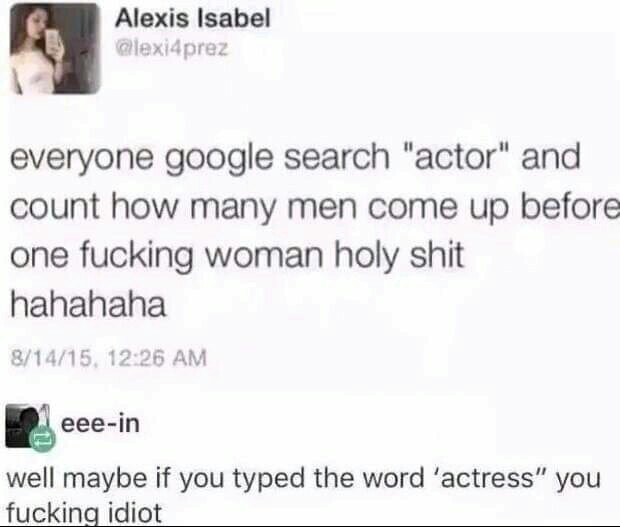 Alexis Isabel
@lexi4prez
everyone google search "actor" and
count how many men come up before
one fucking woman holy shit
hahahaha
8/14/15, 12:26 AM
eee-in
well maybe if you typed the word 'actress" you
fucking idiot